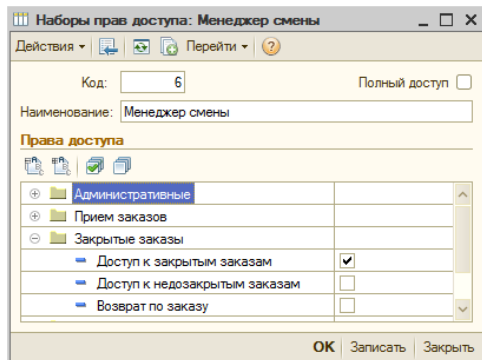 Наборы прав доступа: Менеджер смены
Действия Перейти
Код: 6 Полный доступ
Наименование: Менеджер смены
Права доступа
Административные
Прием заказов
Закрытые заказы
Доступ к закрытым заказам
Доступ к недозакрытым заказам
Возврат по заказу
OK Записать Закрыть